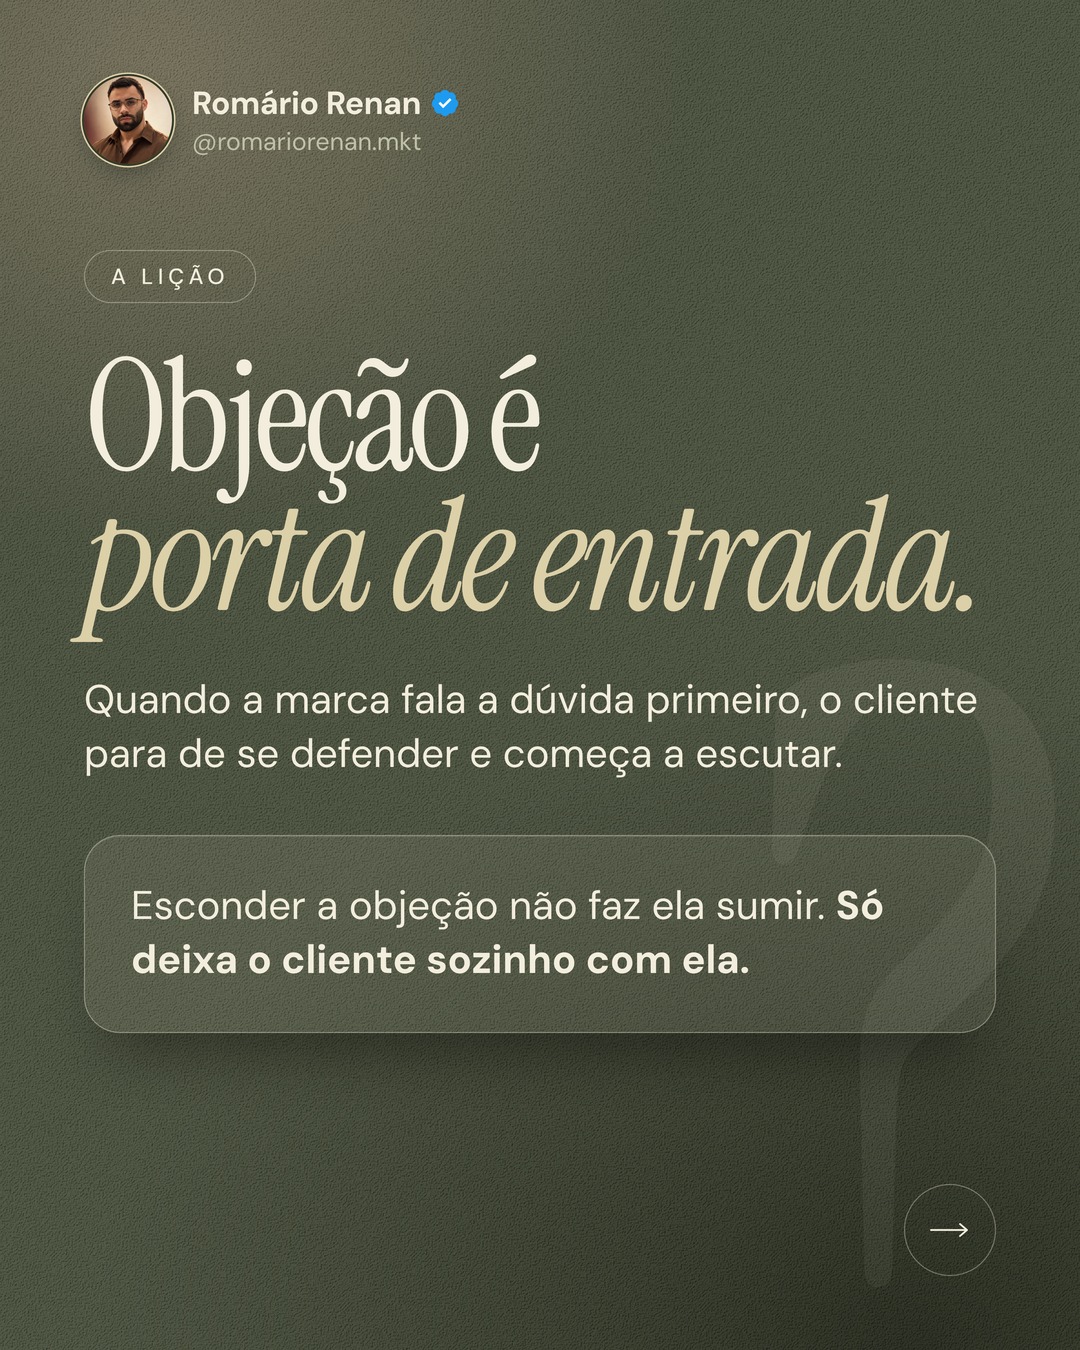 Romário Renan
@romariorenan.mkt
A LIÇÃO
Objeção é
porta de entrada.
Quando a marca fala a dúvida primeiro, o cliente
para de se defender e começa a escutar.
Esconder a objeção não faz ela sumir. Só
deixa o cliente sozinho com ela.
?